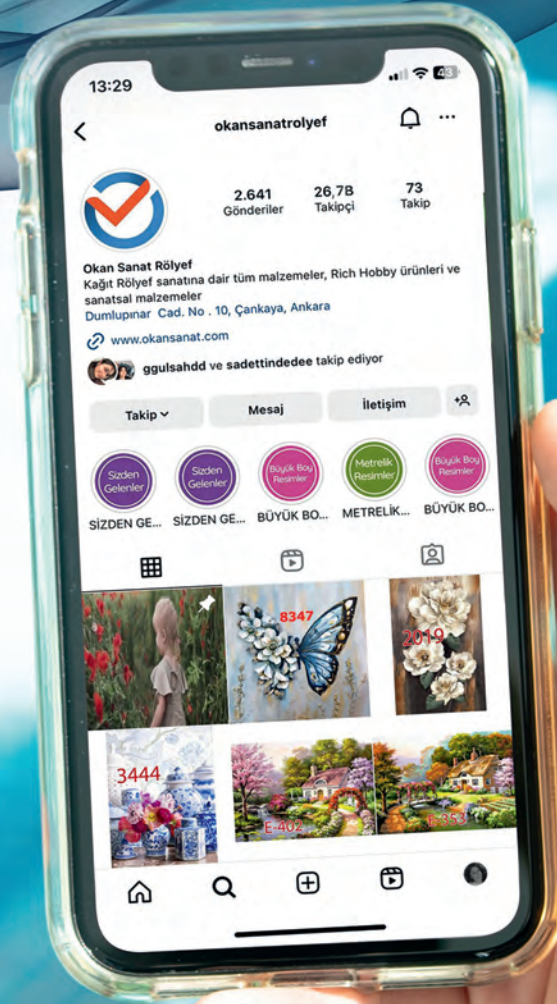 13:29
43
okansanatrolyef
2.641
26,7B
73
Gönderiler
Takipçi
Takip
Okan Sanat Rölyef
Kağıt Rölyef sanatına dair tüm malzemeler, Rich Hobby ürünleri ve
sanatsal malzemeler
Dumlupınar Cad. No . 10, Çankaya, Ankara
www.okansanat.com
ggulsahdd ve sadettindedee takip ediyor
Takip
Mesaj
İletişim
Sizden
Gelenler
Sizden
Gelenler
Büyük Boy
Resimler
Metrelik
Resimler
Büyük Boy
Resimler
SİZDEN GE...
SİZDEN GE...
BÜYÜK BO...
METRELİK...
BÜYÜK BO...
8347
2019
3444
E-402
E-353